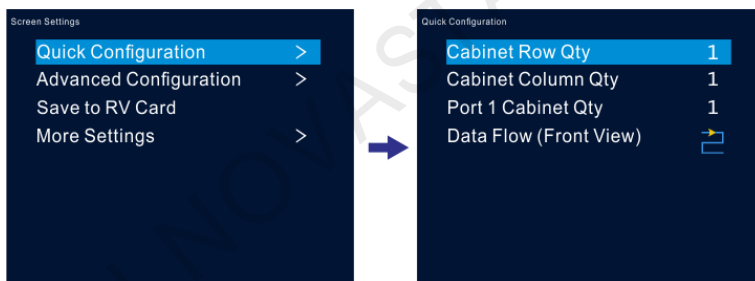 Screen Settings
Quick Configuration >
Advanced Configuration >
Save to RV Card
More Settings >
Quick Configuration
Cabinet Row Qty 1
Cabinet Column Qty 1
Port 1 Cabinet Qty 1
Data Flow (Front View)
NOVAST